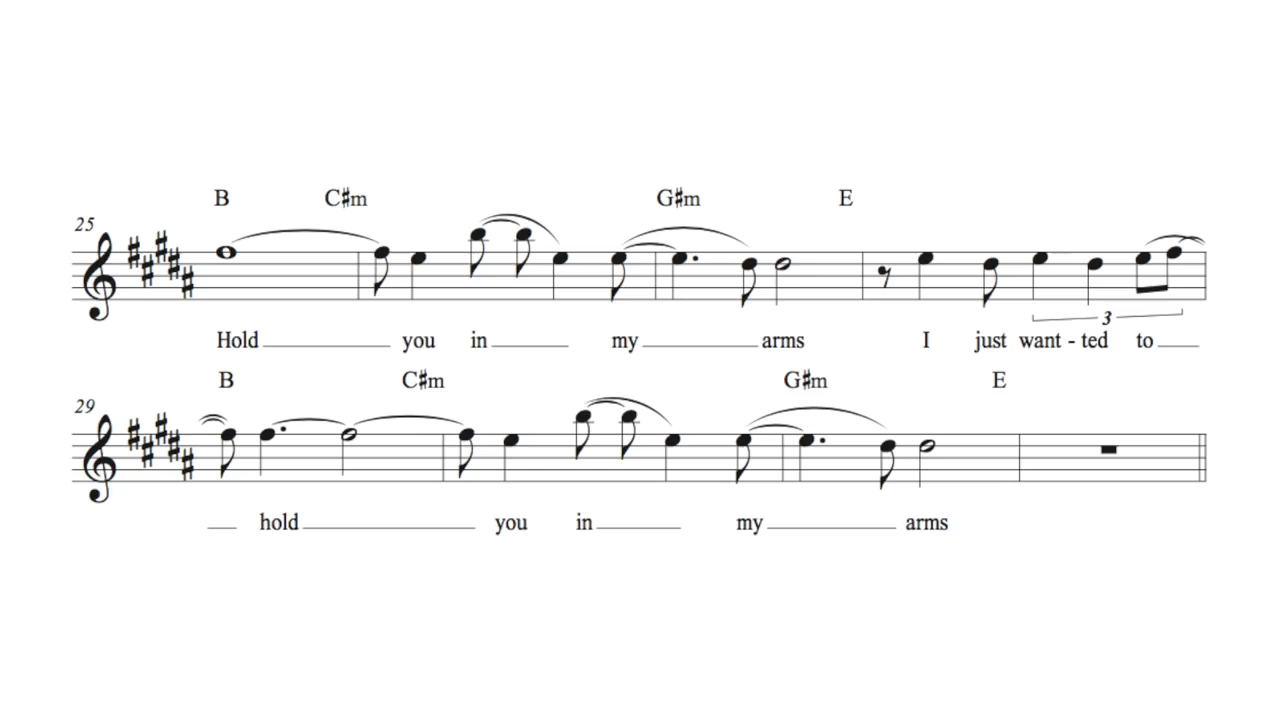 B C♯m G♯m E
25
3
Hold you in my arms I just want - ted to
B C♯m G♯m E
29
hold you in my arms